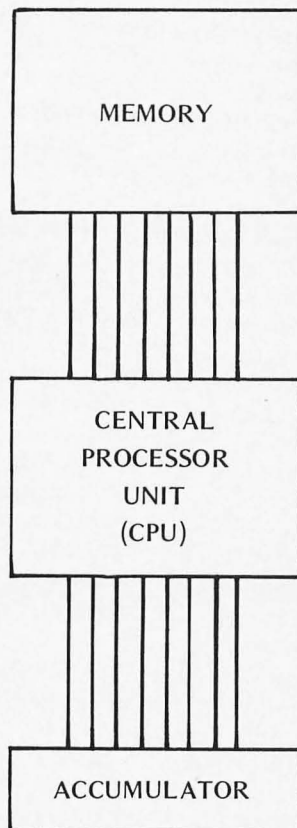 MEMORY
CENTRAL
PROCESSOR
UNIT
(CPU)
ACCUMULATOR